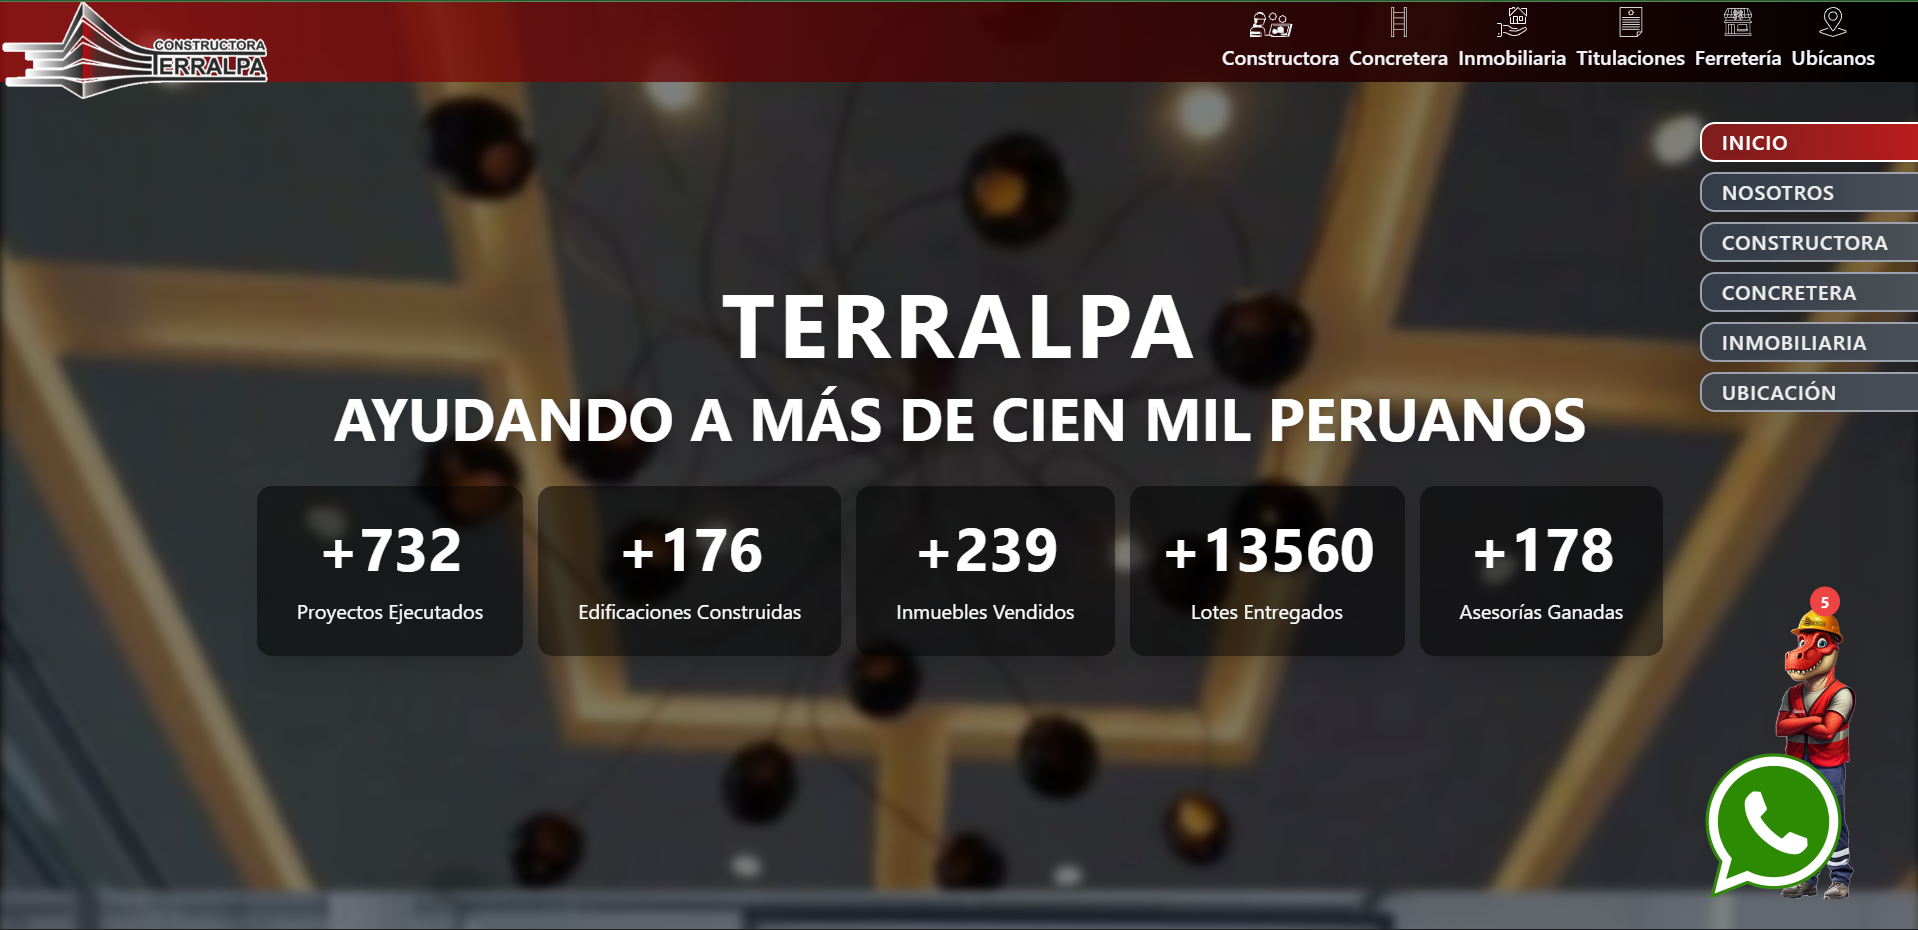 CONSTRUCTORA
TERRALPA
Constructora Concretera Inmobiliaria Titulaciones Ferretería Ubícanos
INICIO
NOSOTROS
CONSTRUCTORA
CONCRETERA
INMOBILIARIA
UBICACIÓN
TERRALPA
AYUDANDO A MÁS DE CIEN MIL PERUANOS
+732
Proyectos Ejecutados
+176
Edificaciones Construidas
+239
Inmuebles Vendidos
+13560
Lotes Entregados
+178
Asesorías Ganadas
5